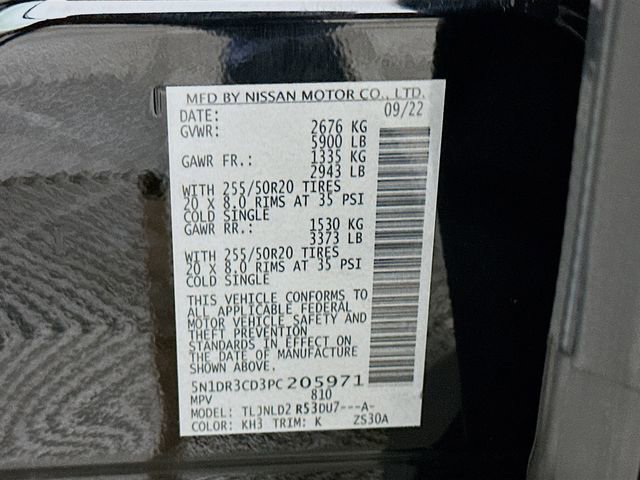 MFD BY NISSAN MOTOR CO., LTD.
DATE: 09/22
GVWR: 2676 KG
5900 LB
GAWR FR.: 1335 KG
2943 LB
WITH 255/50R20 TIRES
20 X 8.0 RIMS AT 35 PSI
COLD SINGLE
GAWR RR.: 1530 KG
3373 LB
WITH 255/50R20 TIRES
20 X 8.0 RIMS AT 35 PSI
COLD SINGLE
THIS VEHICLE CONFORMS TO
ALL APPLICABLE FEDERAL
MOTOR VEHICLE SAFETY AND
THEFT PREVENTION
STANDARDS IN EFFECT ON
THE DATE OF MANUFACTURE
SHOWN ABOVE.
5N1DR3CD3PC205971
MPV 810
MODEL: TLJNLD2 R53DU7---A-
COLOR: KH3 TRIM: K ZS30A